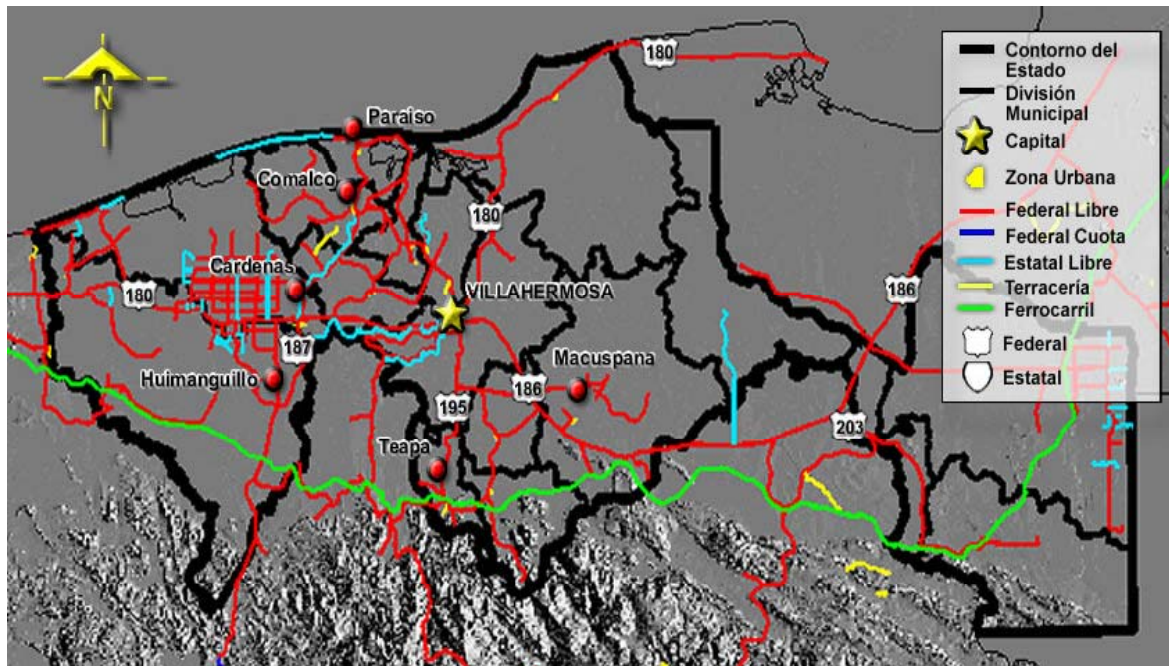 N
180
Paraiso
Comalco
180
Cardenas
180
VILLAHERMOSA
187
Huimanguillo
Macuspana
186
195
Teapa
186
203
Contorno del
Estado
División
Municipal
Capital
Zona Urbana
Federal Libre
Federal Cuota
Estatal Libre
Terracería
Ferrocarril
Federal
Estatal